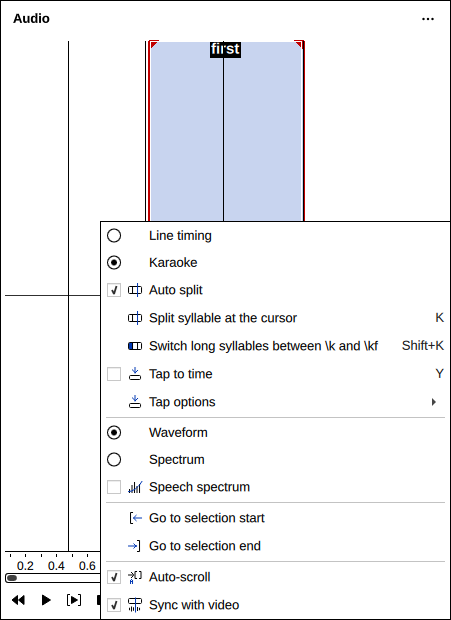 Audio
first
Line timing
Karaoke
Auto split
Split syllable at the cursor K
Switch long syllables between \k and \kf Shift+K
Tap to time Y
Tap options
Waveform
Spectrum
Speech spectrum
Go to selection start
Go to selection end
0.2 0.4 0.6
Auto-scroll
Sync with video